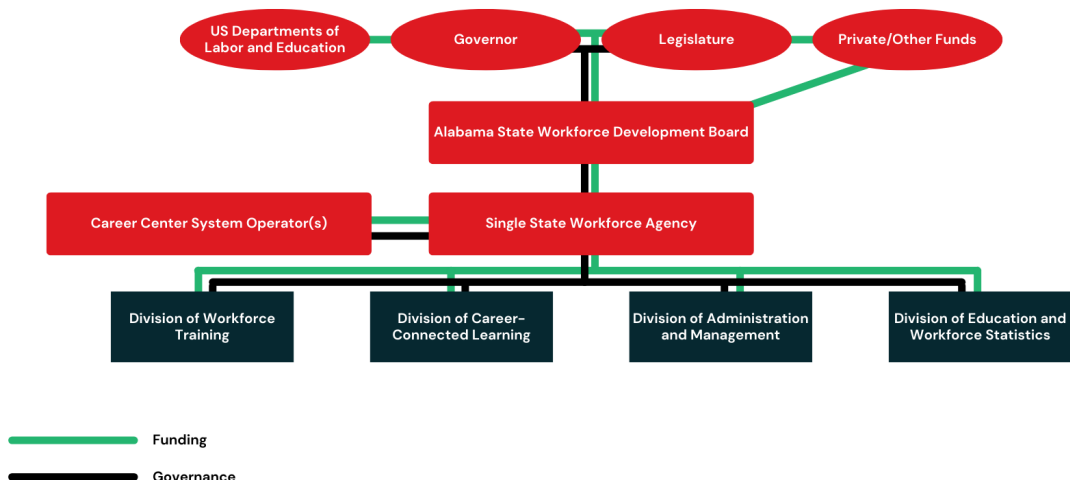 US Departments of
Labor and Education
Governor
Legislature
Private/Other Funds
Alabama State Workforce Development Board
Career Center System Operator(s)
Single State Workforce Agency
Division of Workforce
Training
Division of Career-
Connected Learning
Division of Administration
and Management
Division of Education and
Workforce Statistics
Funding
Governance